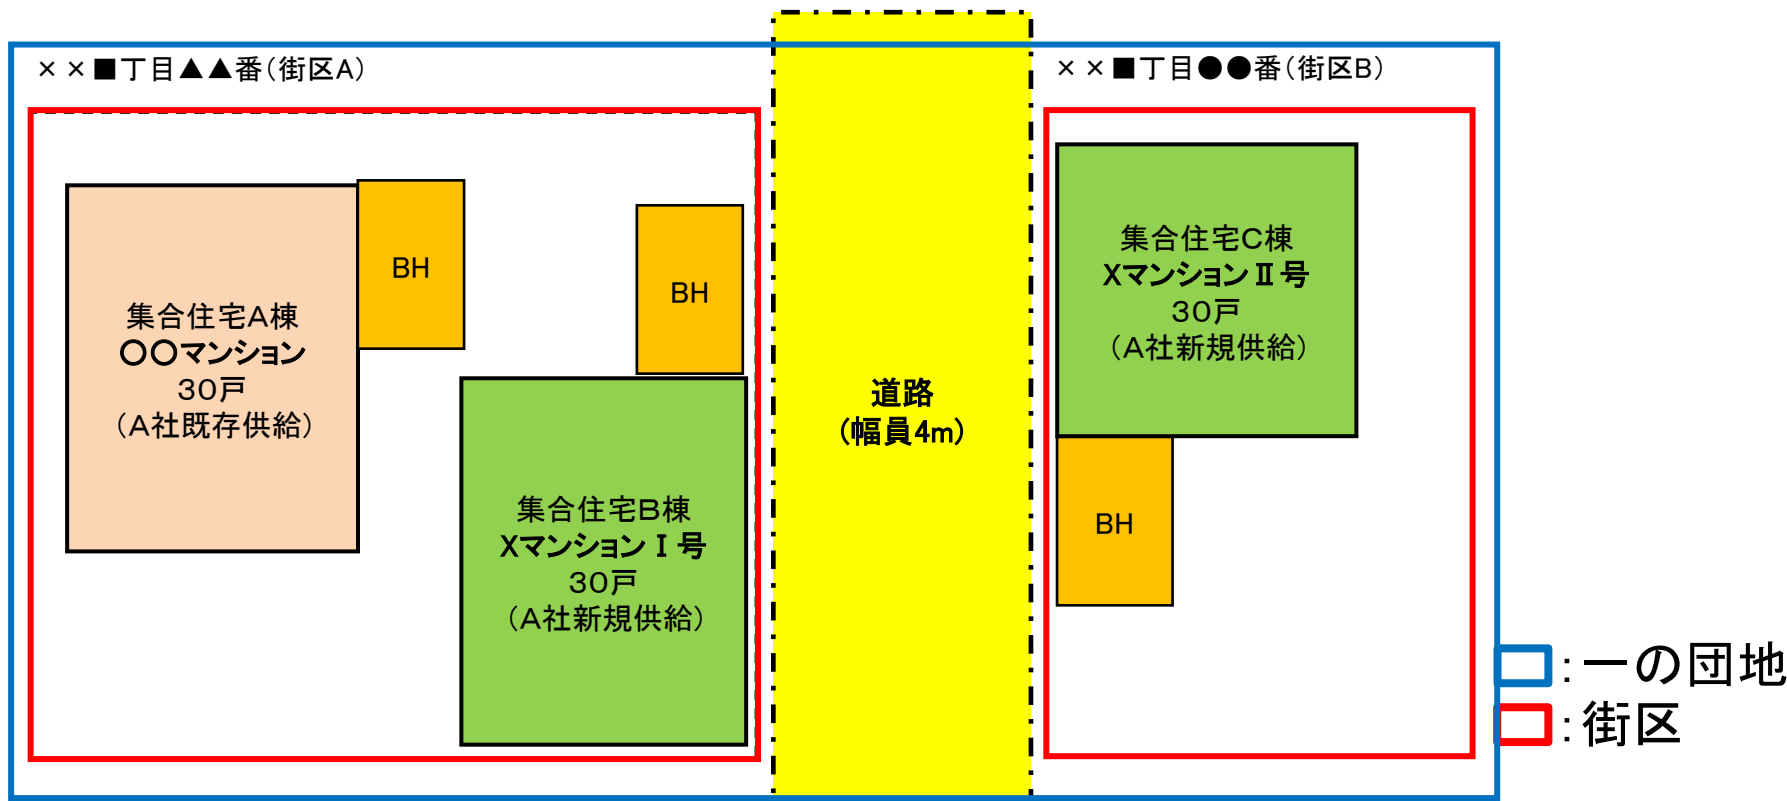 ××■丁目▲▲番(街区A)
××■丁目●●番(街区B)
BH
集合住宅A棟
〇〇マンション
30戸
(A社既存供給)
BH
集合住宅B棟
XマンションⅠ号
30戸
(A社新規供給)
道路
(幅員4m)
集合住宅C棟
XマンションⅡ号
30戸
(A社新規供給)
BH
:一の団地
:街区